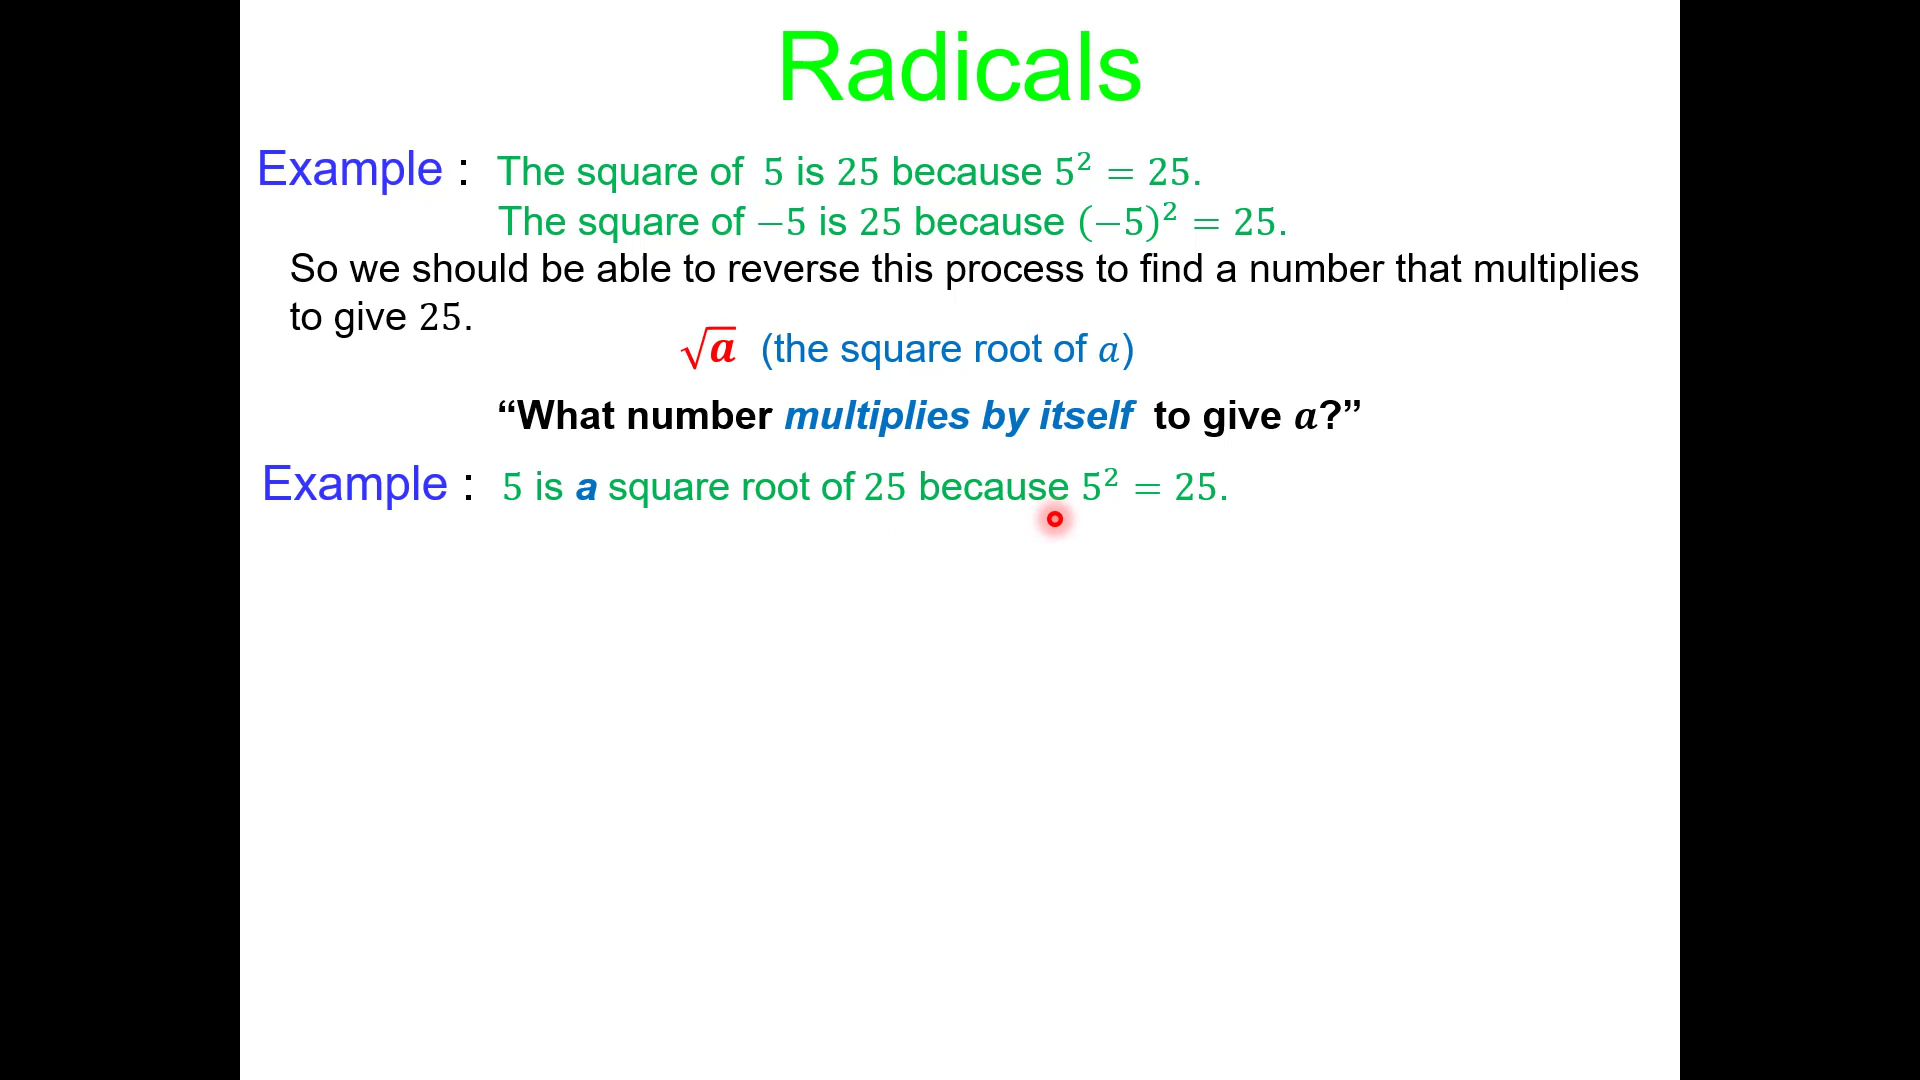 Radicals
Example : The square of 5 is 25 because 5² = 25.
The square of −5 is 25 because (−5)² = 25.
So we should be able to reverse this process to find a number that multiplies
to give 25.
√a (the square root of a)
“What number multiplies by itself to give a?”
Example : 5 is a square root of 25 because 5² = 25.